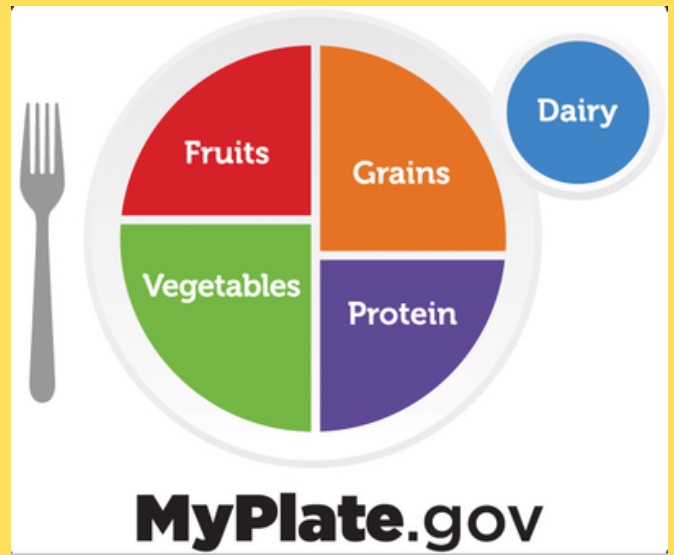 Fruits
Grains
Dairy
Vegetables
Protein
MyPlate.gov